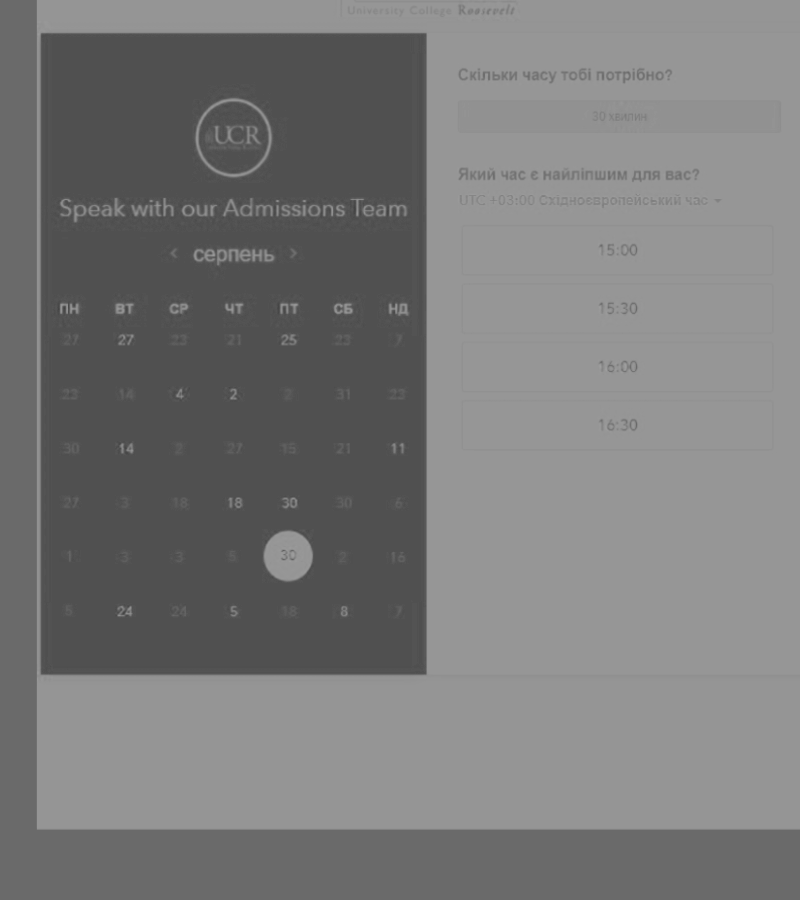 University College Roosevelt
UCR
Speak with our Admissions Team
< серпень >
ПН ВТ СР ЧТ ПТ СБ НД
27 27 23 21 25 23 7
23 14 4 2 31 23
30 14 2 27 15 21 11
27 3 18 18 30 30 6
1 3 3 5 30 2 16
5 24 24 5 18 8 7
Скільки часу тобі потрібно?
30 хвилин
Який час є найліпшим для вас?
UTC +03:00 Східноєвропейський час
15:00
15:30
16:00
16:30